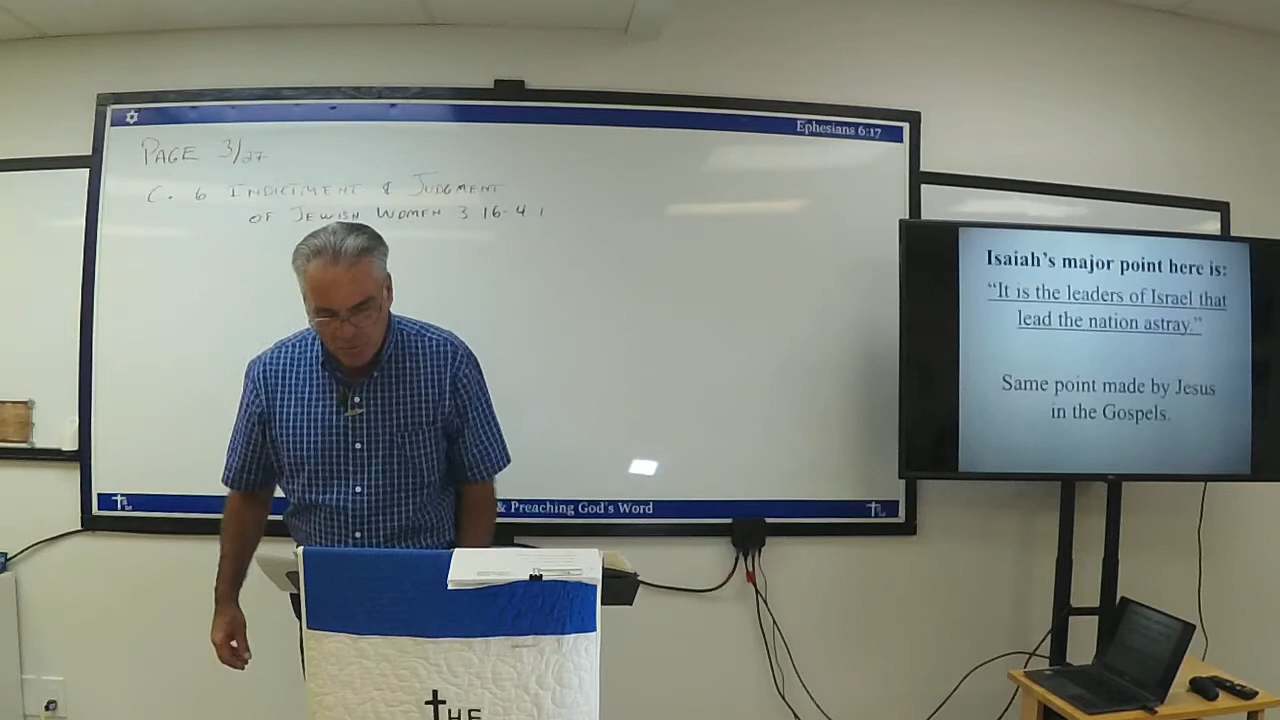 Ephesians 6:17
PAGE 3/27
C. 6 INDICTMENT & JUDGMENT
OF JEWISH WOMEN 3 16-4 1
Isaiah's major point here is:
“It is the leaders of Israel that
lead the nation astray.”
Same point made by Jesus
in the Gospels.
& Preaching God's Word
THE